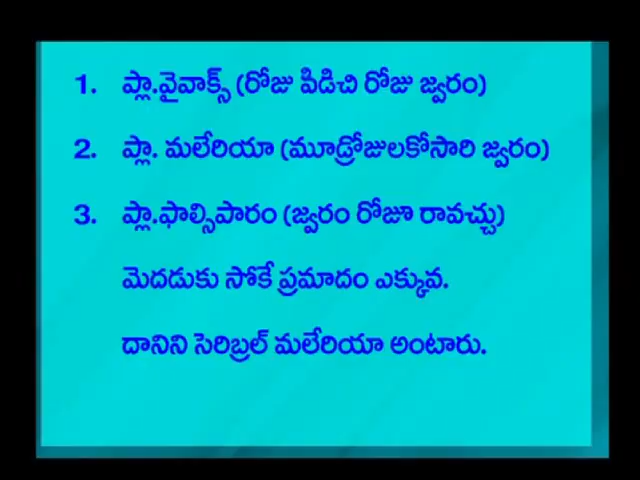 1. ప్లా.వైవాక్స్ (రోజు విడిచి రోజు జ్వరం)
2. ప్లా. మలేరియా (మూడ్రోజులకోసారి జ్వరం)
3. ప్లా.ఫాల్సిపారం (జ్వరం రోజూ రావచ్చు)
మెదడుకు సోకే ప్రమాదం ఎక్కువ.
దానిని సెరిబ్రల్ మలేరియా అంటారు.